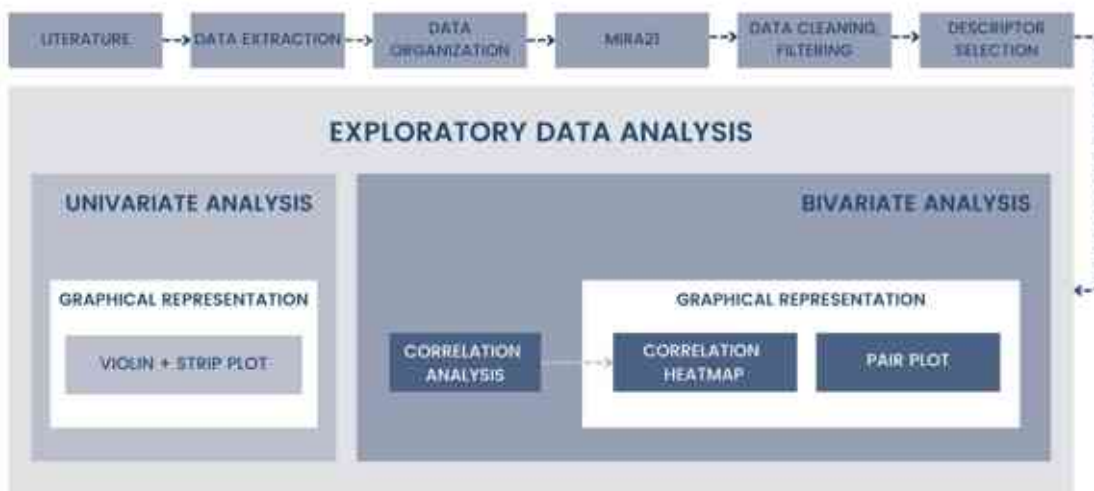 LITERATURE
DATA EXTRACTION
DATA
ORGANIZATION
MIRA21
DATA CLEANING,
FILTERING
DESCRIPTOR
SELECTION
EXPLORATORY DATA ANALYSIS
UNIVARIATE ANALYSIS
GRAPHICAL REPRESENTATION
VIOLIN + STRIP PLOT
BIVARIATE ANALYSIS
CORRELATION
ANALYSIS
GRAPHICAL REPRESENTATION
CORRELATION
HEATMAP
PAIR PLOT